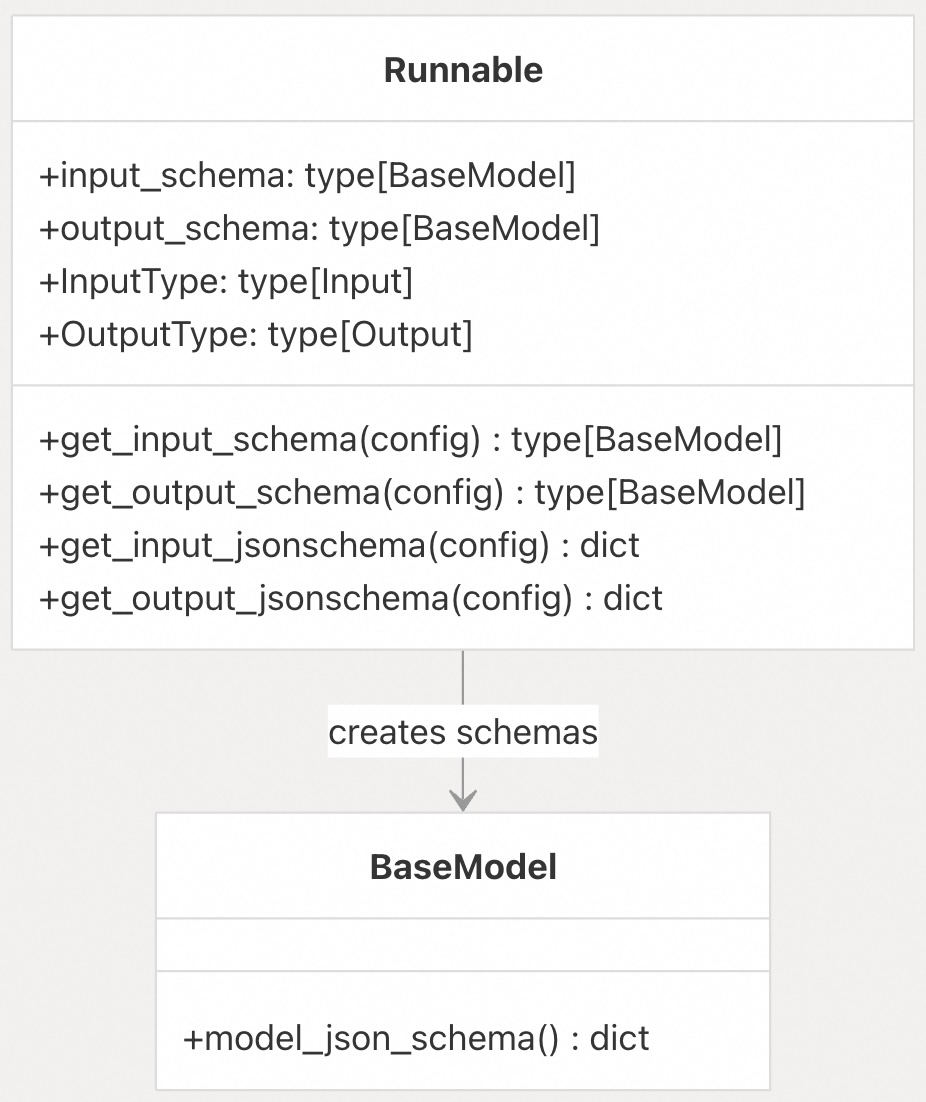 Runnable
+input_schema: type[BaseModel]
+output_schema: type[BaseModel]
+InputType: type[Input]
+OutputType: type[Output]
+get_input_schema(config) : type[BaseModel]
+get_output_schema(config) : type[BaseModel]
+get_input_jsonschema(config) : dict
+get_output_jsonschema(config) : dict
creates schemas
BaseModel
+model_json_schema() : dict